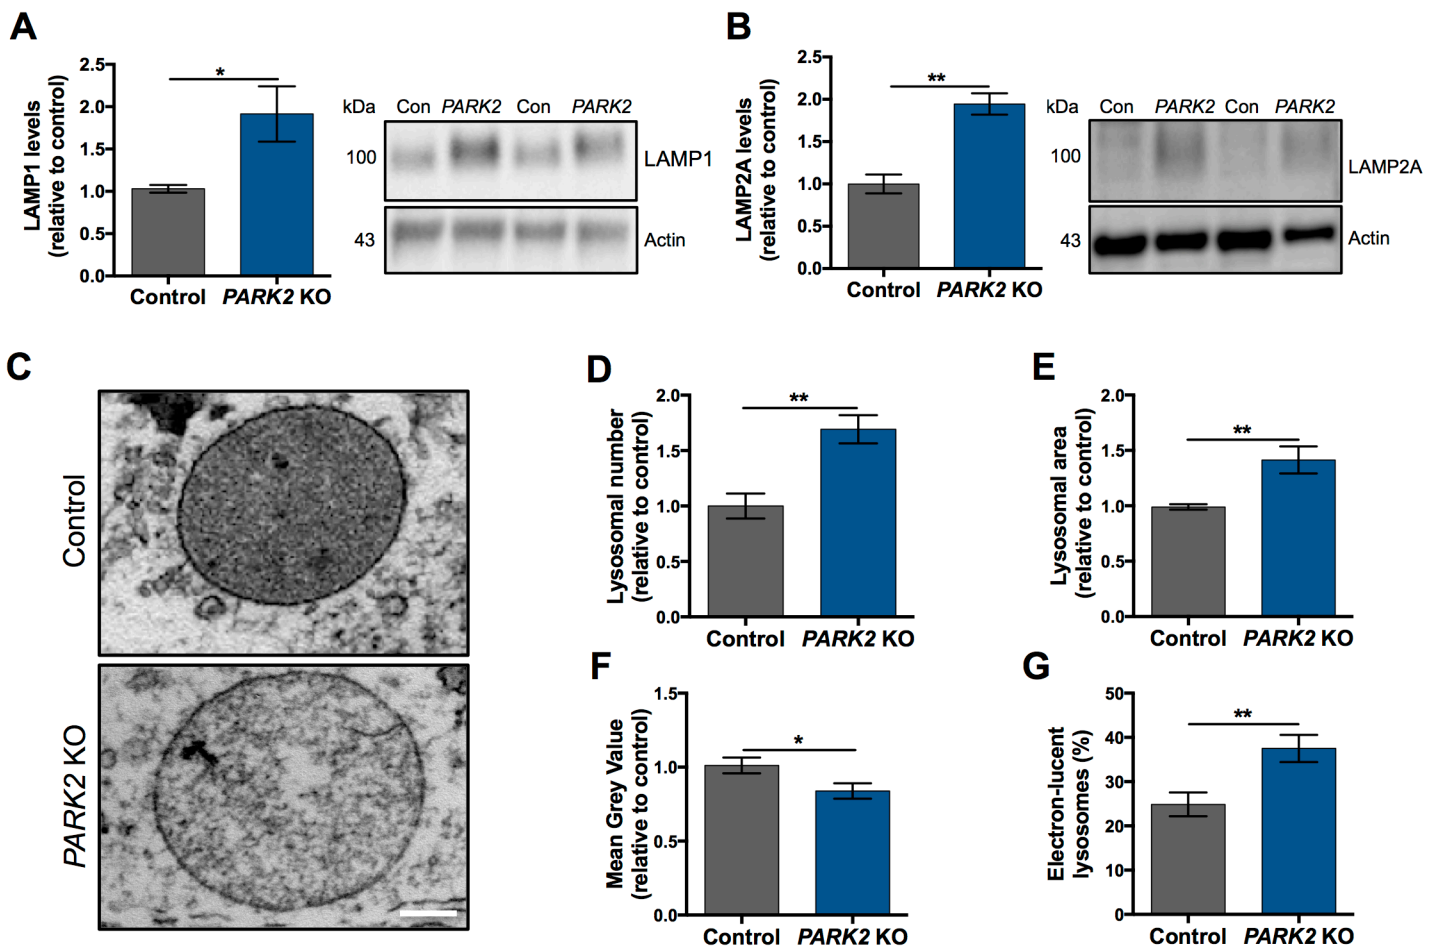 A
LAMP1 levels
(relative to control)
2.5
2.0
1.5
1.0
0.5
0.0
*
Control PARK2 KO
kDa Con PARK2 Con PARK2
100 LAMP1
43 Actin
B
LAMP2A levels
(relative to control)
2.5
2.0
1.5
1.0
0.5
0.0
**
Control PARK2 KO
kDa Con PARK2 Con PARK2
100 LAMP2A
43 Actin
C
Control
PARK2 KO
D
Lysosomal number
(relative to control)
2.0
1.5
1.0
0.5
0.0
**
Control PARK2 KO
E
Lysosomal area
(relative to control)
2.0
1.5
1.0
0.5
0.0
**
Control PARK2 KO
F
Mean Grey Value
(relative to control)
1.5
1.0
0.5
0.0
*
Control PARK2 KO
G
Electron-lucent
lysosomes (%)
50
40
30
20
10
0
**
Control PARK2 KO